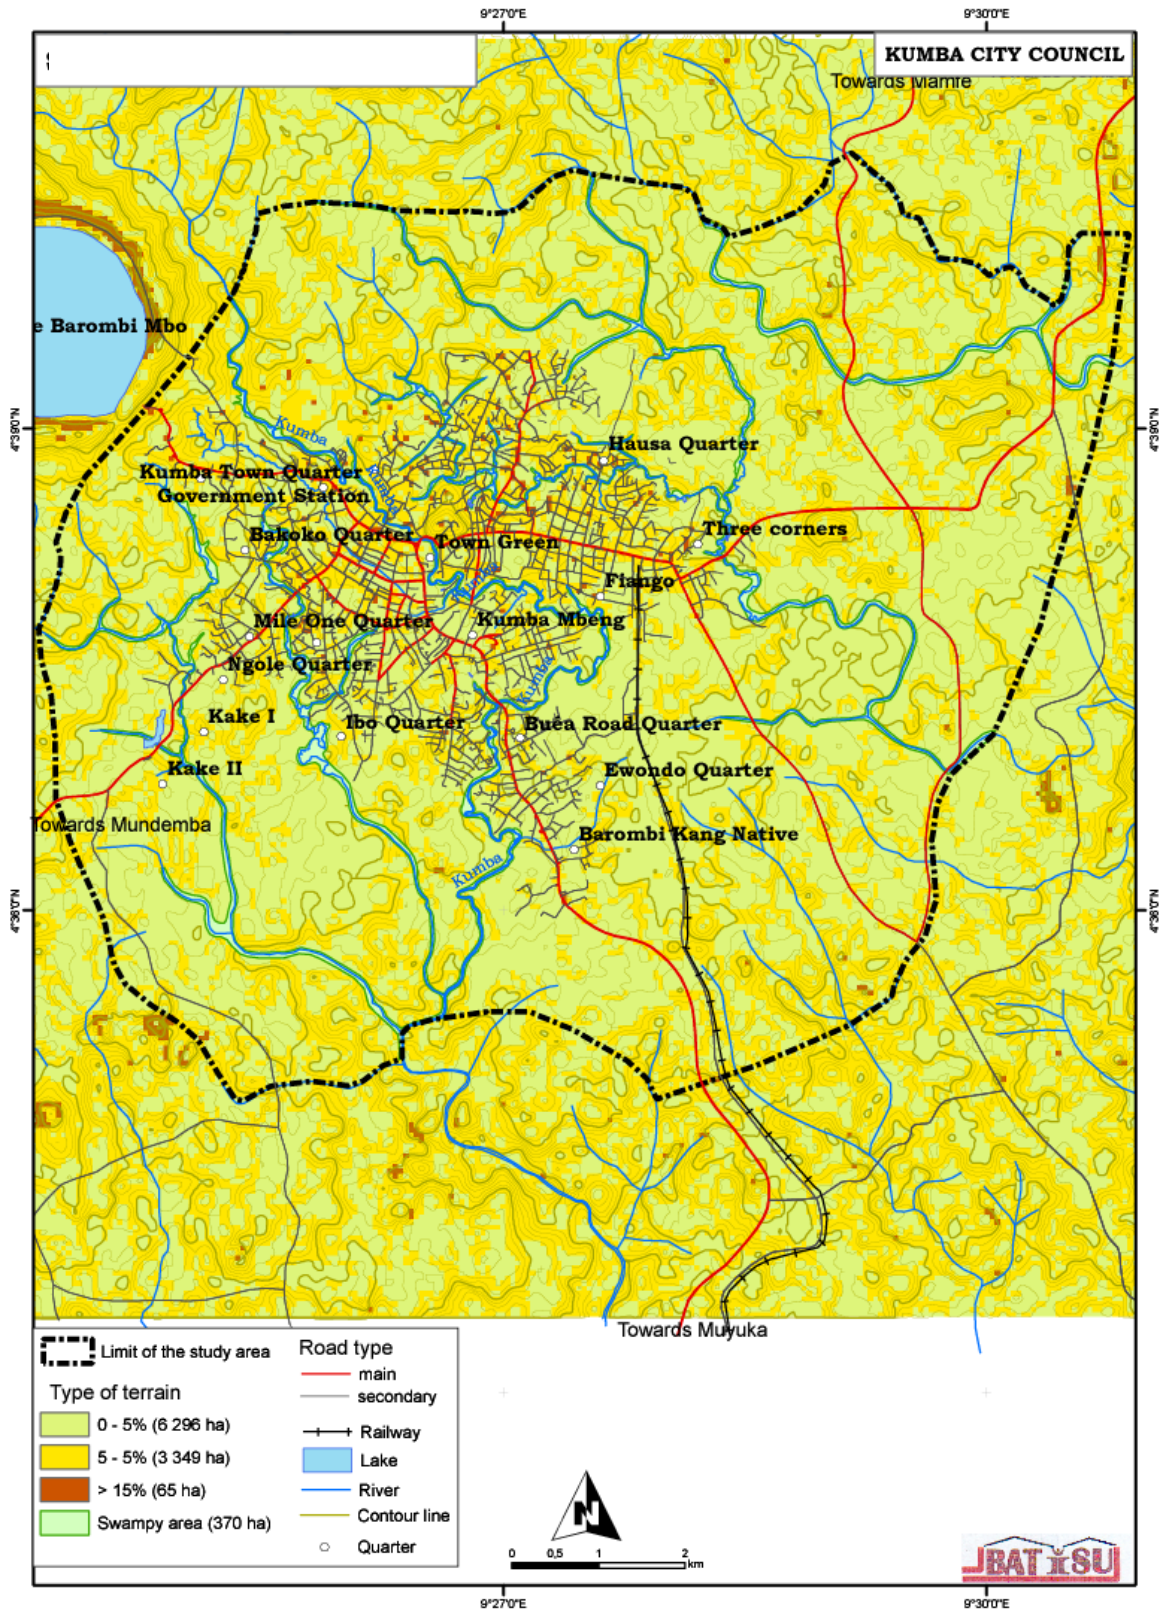 9°27'0"E
9°30'0"E
KUMBA CITY COUNCIL
Towards Mamfe
e Barombi Mbo
4°39'0"N
4°39'0"N
Kumba
Hausa Quarter
Kumba Town Quarter
Kumba
Government Station
Three corners
Bakoko Quarter
Town Green
Kumba
Fiango
Mile One Quarter
Kumba Mbeng
Ngole Quarter
Kumba
Kake I
Ibo Quarter
Buea Road Quarter
Kake II
Ewondo Quarter
Towards Mundemba
Barombi Kang Native
Kumba
4°36'0"N
4°36'0"N
Towards Muyuka
Limit of the study area
Type of terrain
0 - 5% (6 296 ha)
5 - 5% (3 349 ha)
> 15% (65 ha)
Swampy area (370 ha)
Road type
main
secondary
Railway
Lake
River
Contour line
Quarter
N
0 0,5 1 2
km
BATISU
9°27'0"E
9°30'0"E